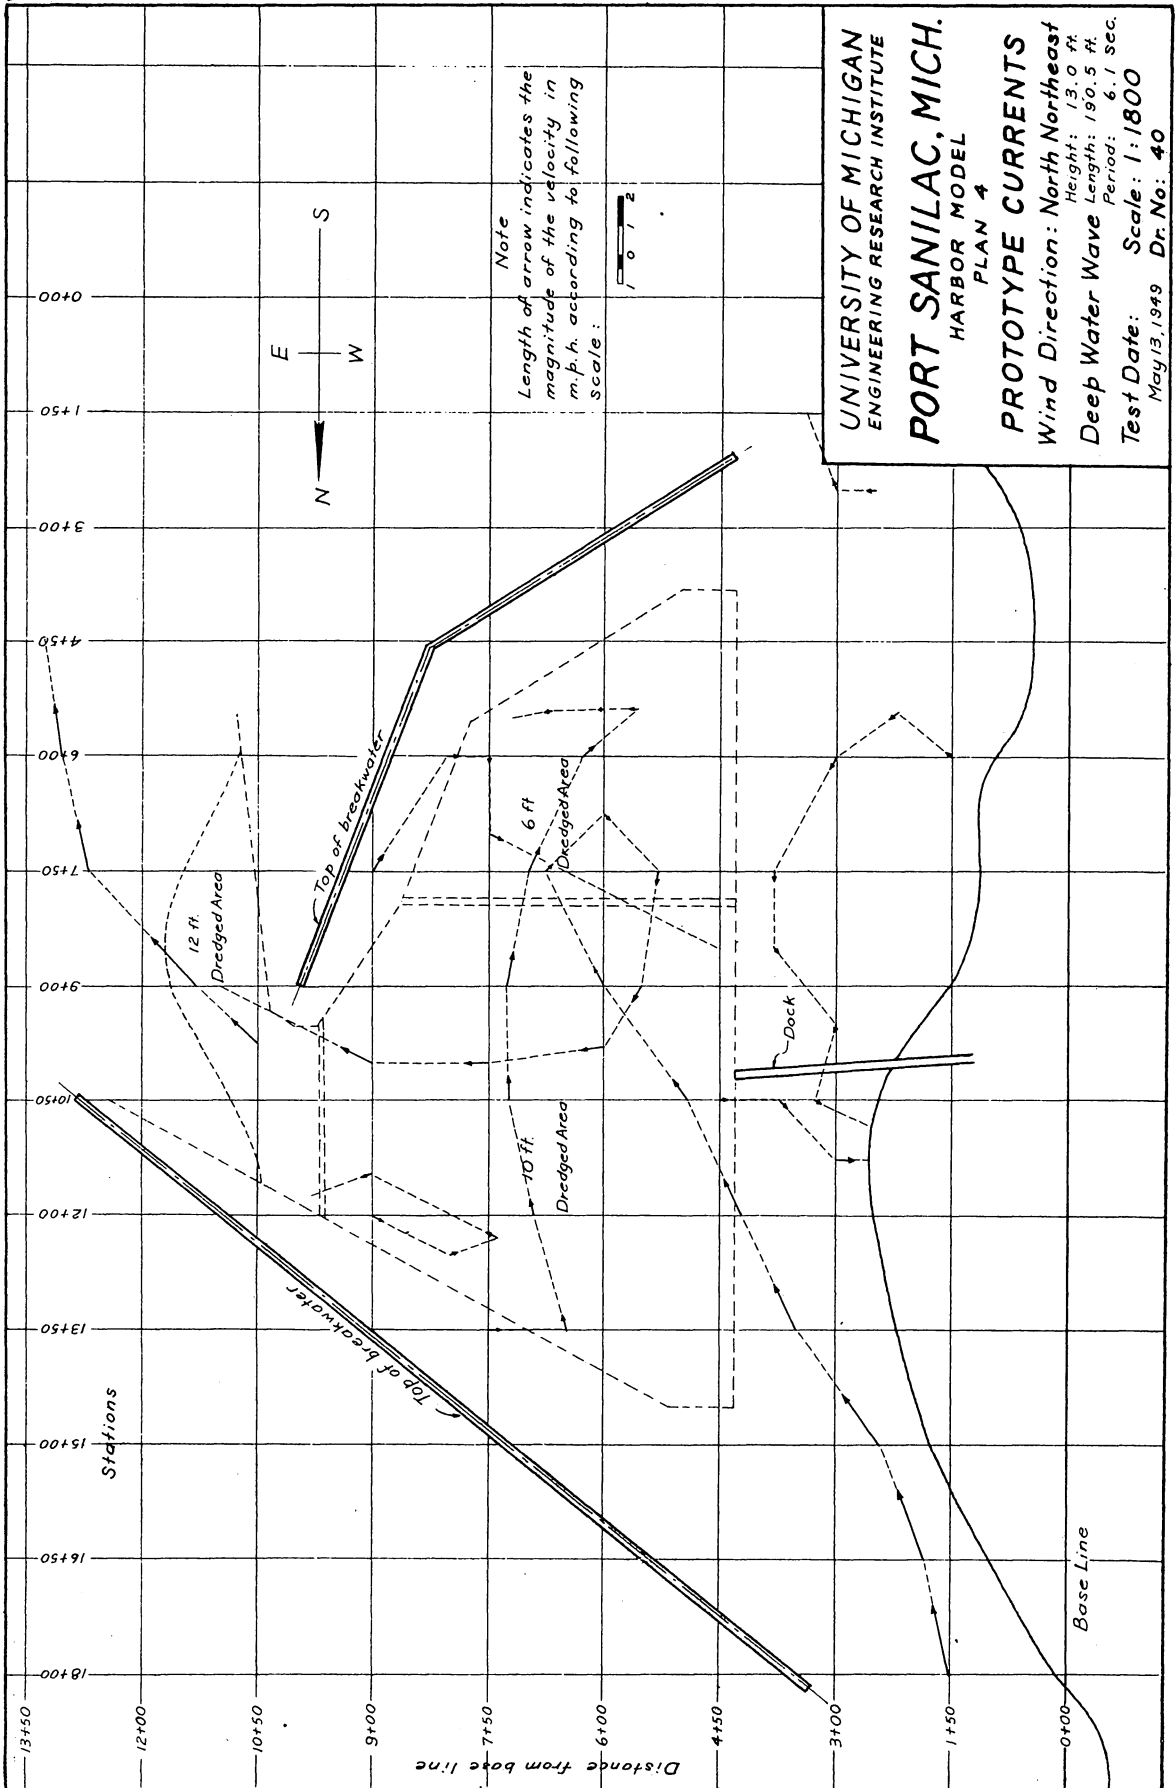 UNIVERSITY OF MICHIGAN
ENGINEERING RESEARCH INSTITUTE
PORT SANILAC, MICH.
HARBOR MODEL
PLAN 4
PROTOTYPE CURRENTS
Wind Direction: North Northeast
Height: 13.0 ft.
Deep Water Wave Length: 190.5 ft.
Period: 6.1 sec.
Test Date: Scale: 1:1800
May 13, 1949 Dr. No: 40
Note
Length of arrow indicates the
magnitude of the velocity in
m.p.h. according to following
scale:
1 0 1 2
N
E
S
W
Stations
18+00
16+50
15+00
13+50
12+00
10+50
9+00
7+50
6+00
4+50
3+00
1+50
0+00
Distance from base line
13+50
12+00
10+50
9+00
7+50
6+00
4+50
3+00
1+50
0+00
Top of breakwater
Top of breakwater
12 ft.
Dredged Area
6 ft
Dredged Area
10 ft.
Dredged Area
Dock
Base Line